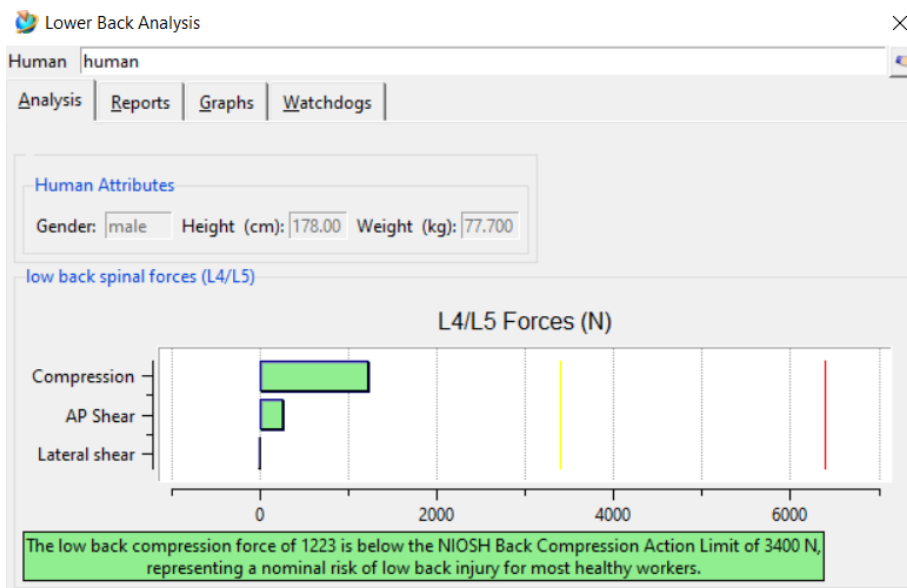 Lower Back Analysis
Human human
Analysis Reports Graphs Watchdogs
Human Attributes
Gender: male Height (cm): 178.00 Weight (kg): 77.700
low back spinal forces (L4/L5)
L4/L5 Forces (N)
Compression
AP Shear
Lateral shear
0 2000 4000 6000
The low back compression force of 1223 is below the NIOSH Back Compression Action Limit of 3400 N,
representing a nominal risk of low back injury for most healthy workers.